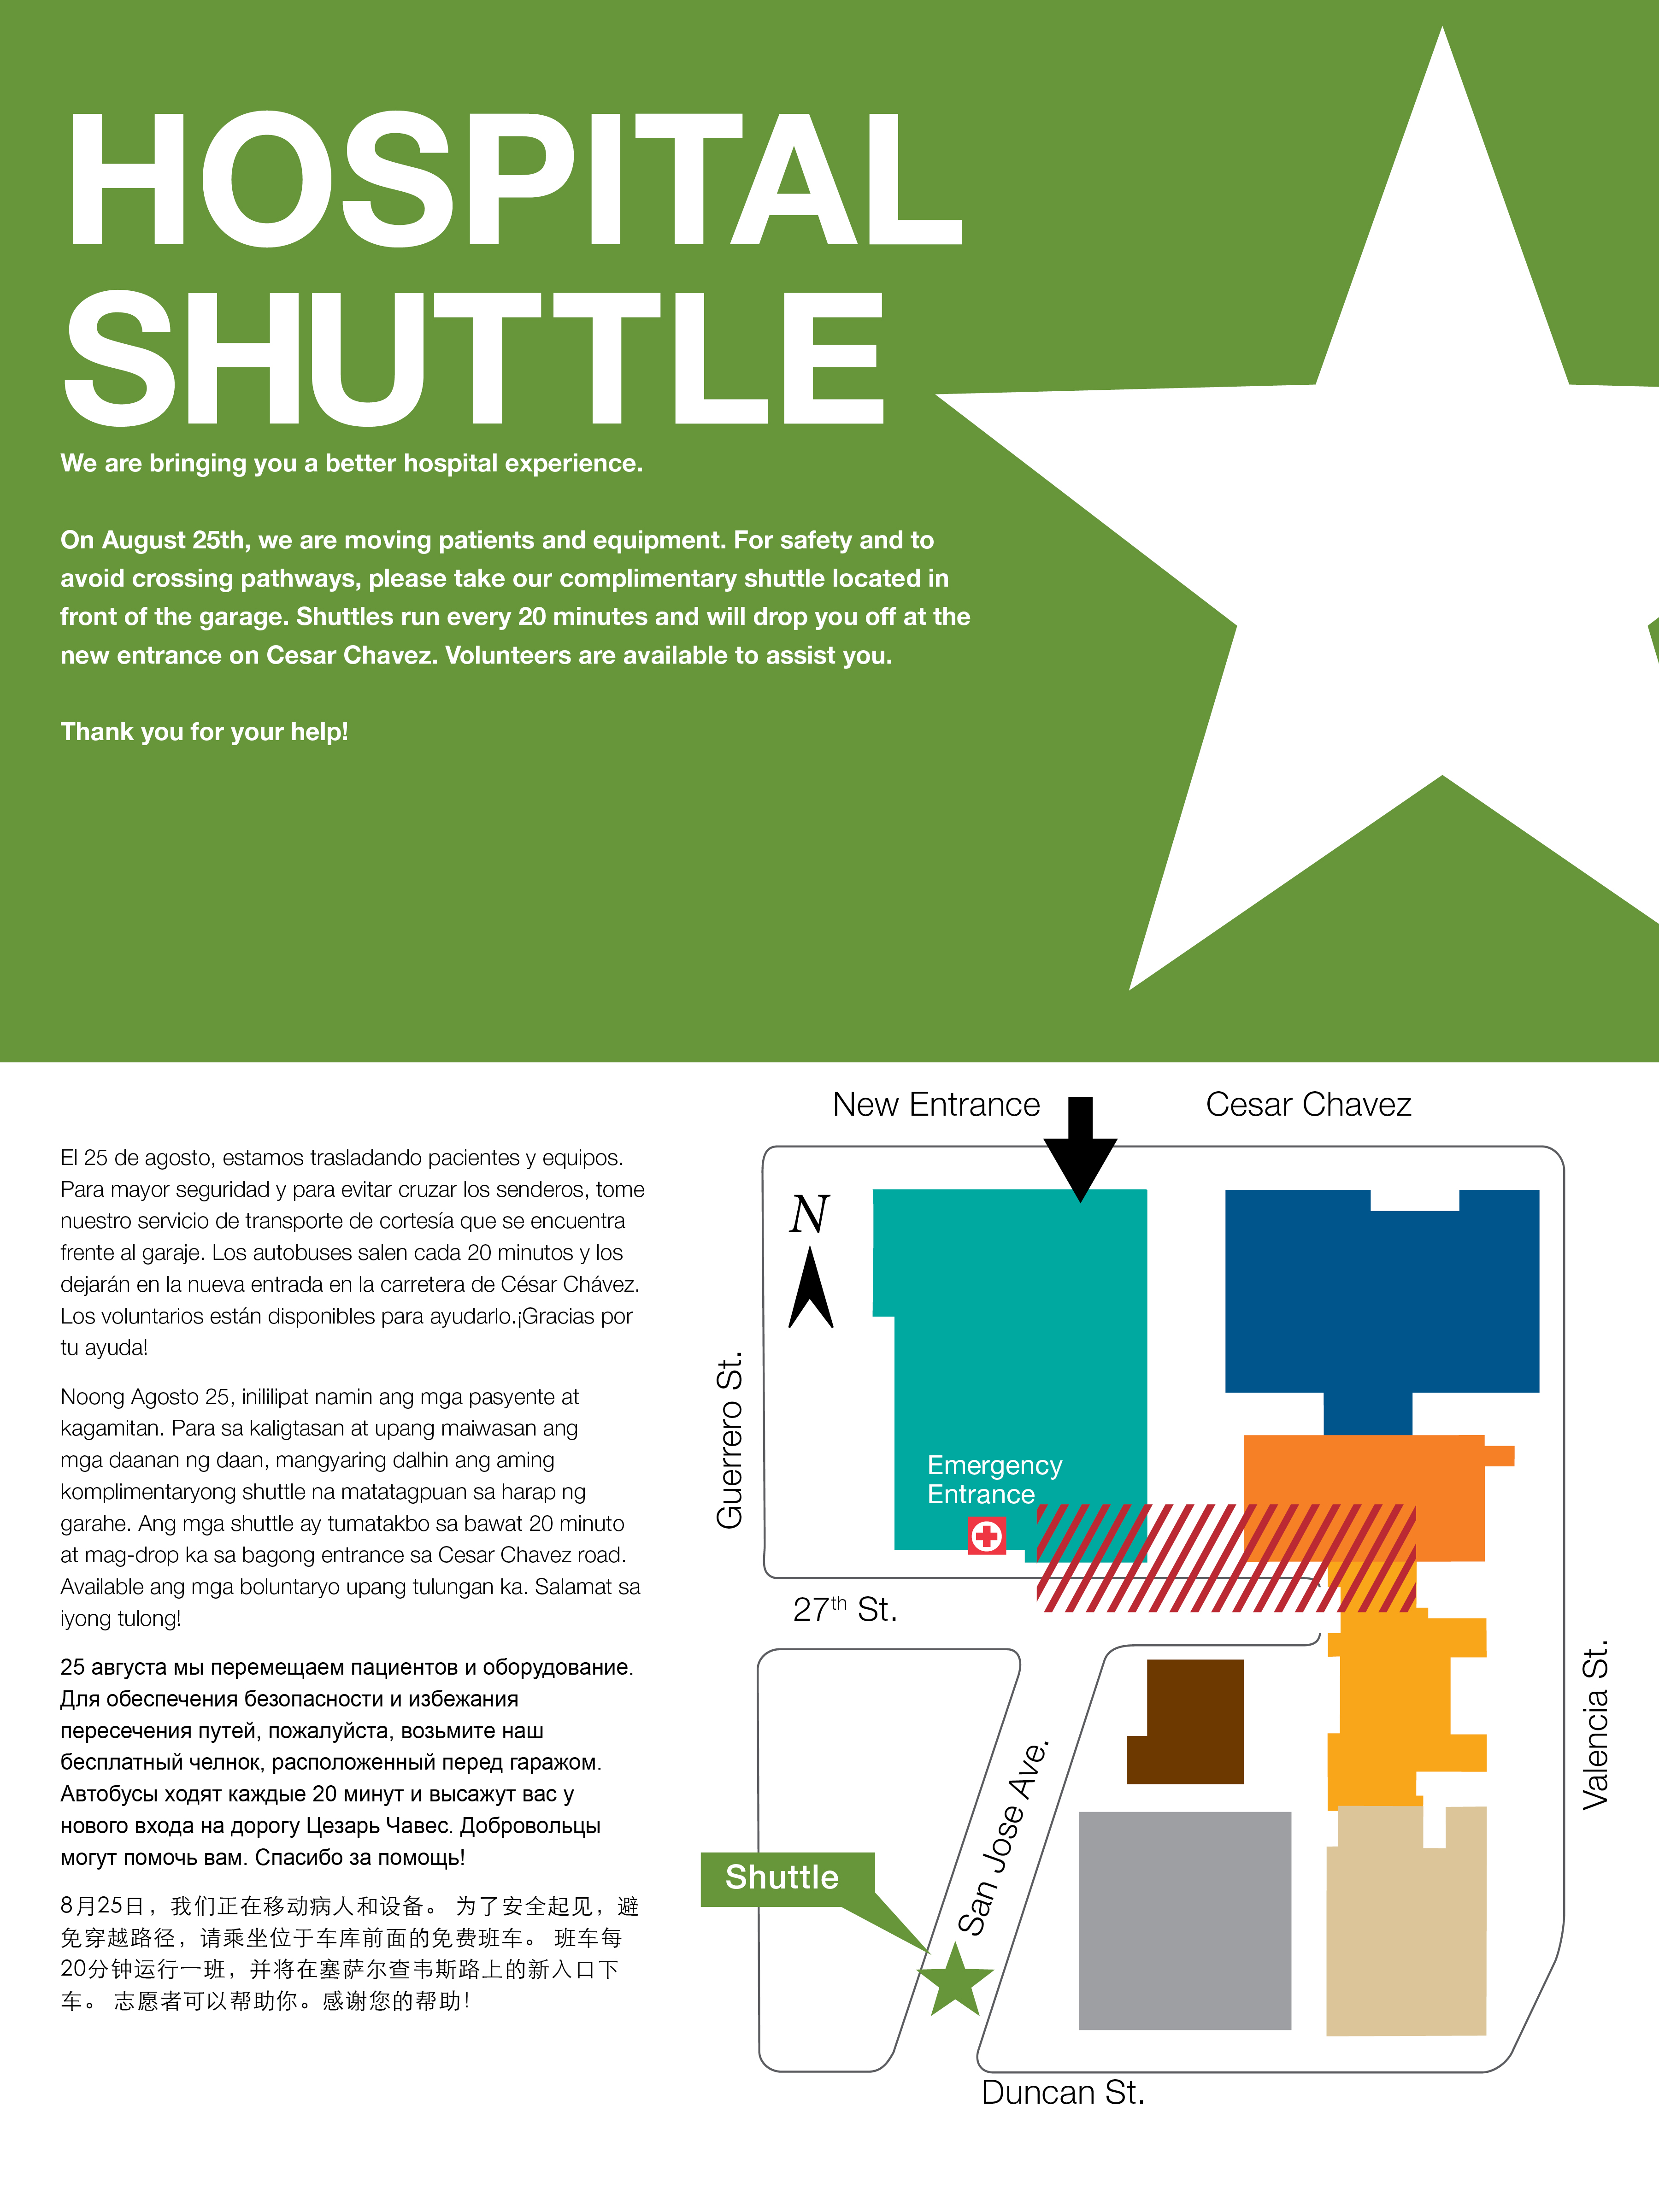 HOSPITAL
SHUTTLE
We are bringing you a better hospital experience.
On August 25th, we are moving patients and equipment. For safety and to
avoid crossing pathways, please take our complimentary shuttle located in
front of the garage. Shuttles run every 20 minutes and will drop you off at the
new entrance on Cesar Chavez. Volunteers are available to assist you.
Thank you for your help!
El 25 de agosto, estamos trasladando pacientes y equipos.
Para mayor seguridad y para evitar cruzar los senderos, tome
nuestro servicio de transporte de cortesía que se encuentra
frente al garaje. Los autobuses salen cada 20 minutos y los
dejarán en la nueva entrada en la carretera de César Chávez.
Los voluntarios están disponibles para ayudarlo.¡Gracias por
tu ayuda!
Noong Agosto 25, inililipat namin ang mga pasyente at
kagamitan. Para sa kaligtasan at upang maiwasan ang
mga daanan ng daan, mangyaring dalhin ang aming
komplimentaryong shuttle na matatagpuan sa harap ng
garahe. Ang mga shuttle ay tumatakbo sa bawat 20 minuto
at mag-drop ka sa bagong entrance sa Cesar Chavez road.
Available ang mga boluntaryo upang tulungan ka. Salamat sa
iyong tulong!
25 августа мы перемещаем пациентов и оборудование.
Для обеспечения безопасности и избежания
пересечения путей, пожалуйста, возьмите наш
бесплатный челнок, расположенный перед гаражом.
Автобусы ходят каждые 20 минут и высажут вас у
нового входа на дорогу Цезарь Чавес. Добровольцы
могут помочь вам. Спасибо за помощь!
8月25日，我们正在移动病人和设备。 为了安全起见，避
免穿越路径，请乘坐位于车库前面的免费班车。 班车每
20分钟运行一班，并将在塞萨尔查韦斯路上的新入口下
车。 志愿者可以帮助你。感谢您的帮助！
New Entrance
Cesar Chavez
N
Guerrero St.
Emergency
Entrance
27th St.
Valencia St.
San Jose Ave.
Shuttle
Duncan St.